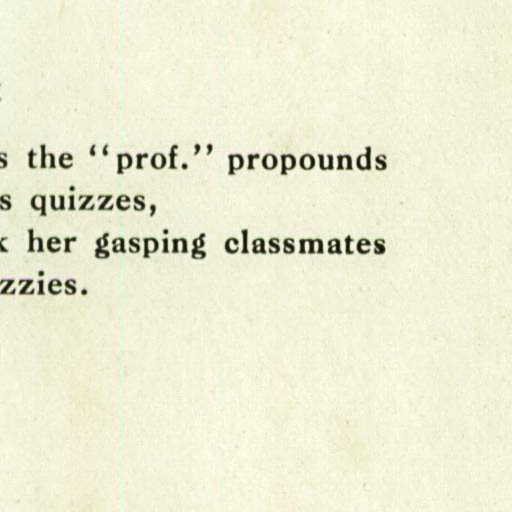 s the “prof.” propounds
s quizzes,
k her gasping classmates
zzies.